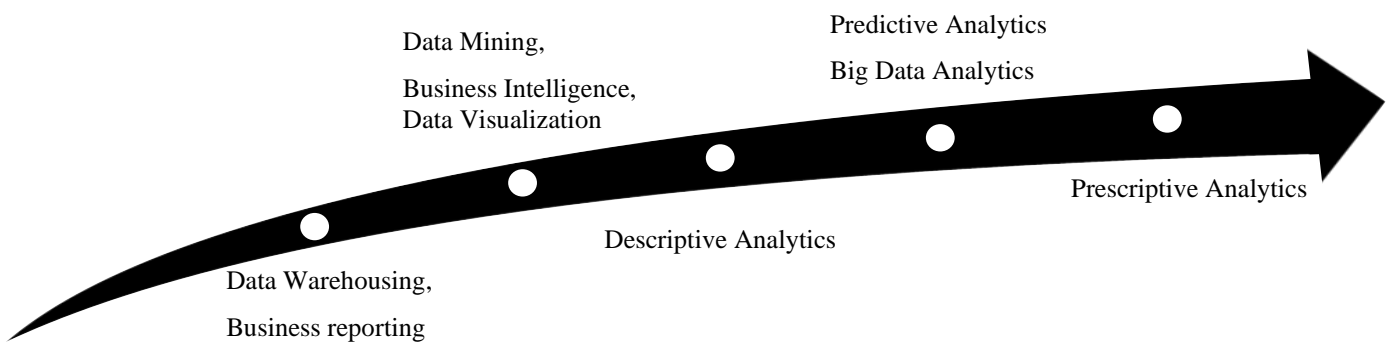 Data Warehousing,
Business reporting
Data Mining,
Business Intelligence,
Data Visualization
Descriptive Analytics
Predictive Analytics
Big Data Analytics
Prescriptive Analytics